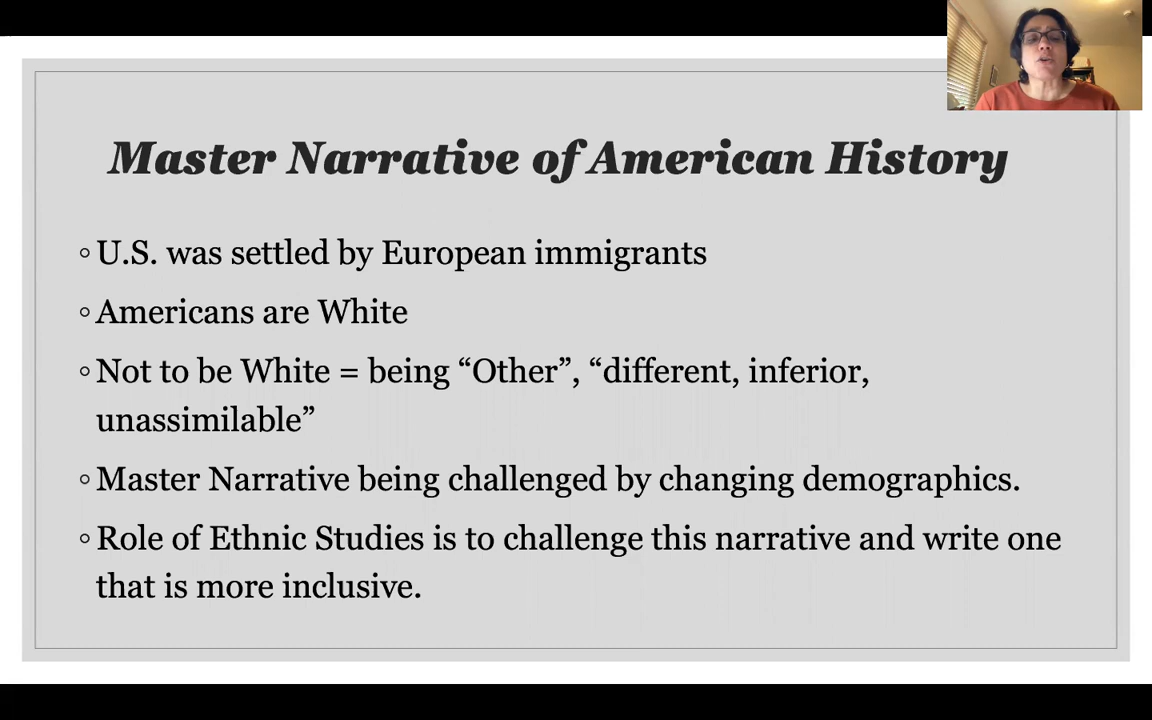 Master Narrative of American History
◦U.S. was settled by European immigrants
◦Americans are White
◦Not to be White = being “Other”, “different, inferior,
unassimilable”
◦Master Narrative being challenged by changing demographics.
◦Role of Ethnic Studies is to challenge this narrative and write one
that is more inclusive.